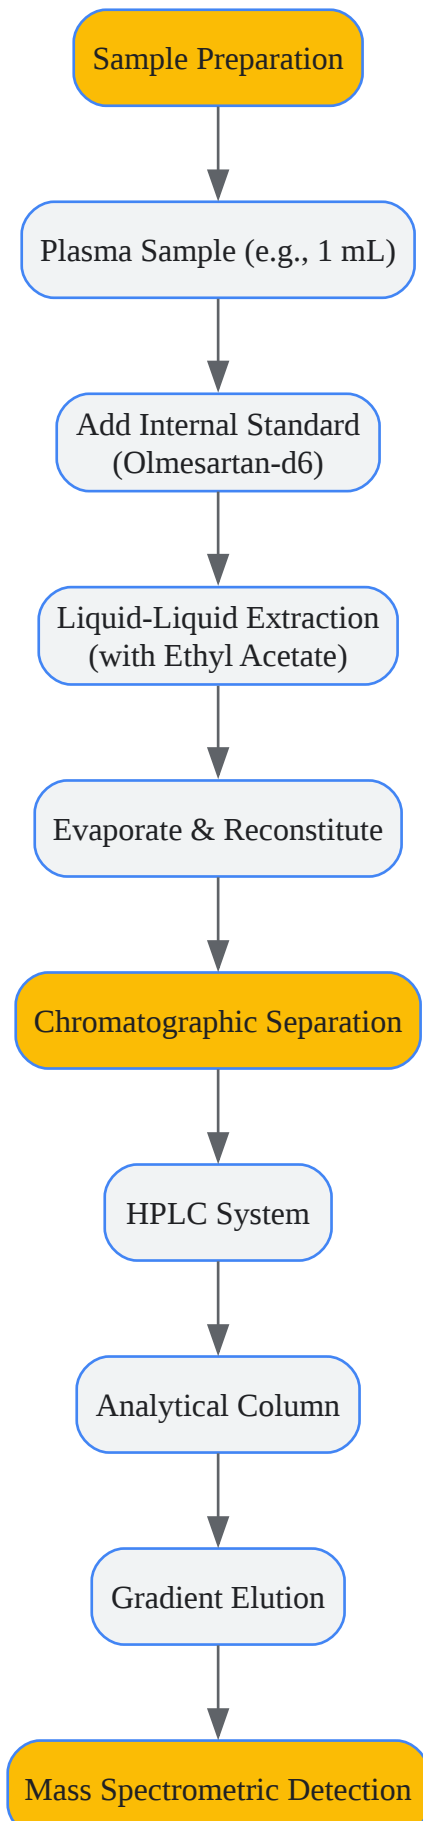 Sample Preparation
Plasma Sample (e.g., 1 mL)
Add Internal Standard
(Olmesartan-d6)
Liquid-Liquid Extraction
(with Ethyl Acetate)
Evaporate & Reconstitute
Chromatographic Separation
HPLC System
Analytical Column
Gradient Elution
Mass Spectrometric Detection